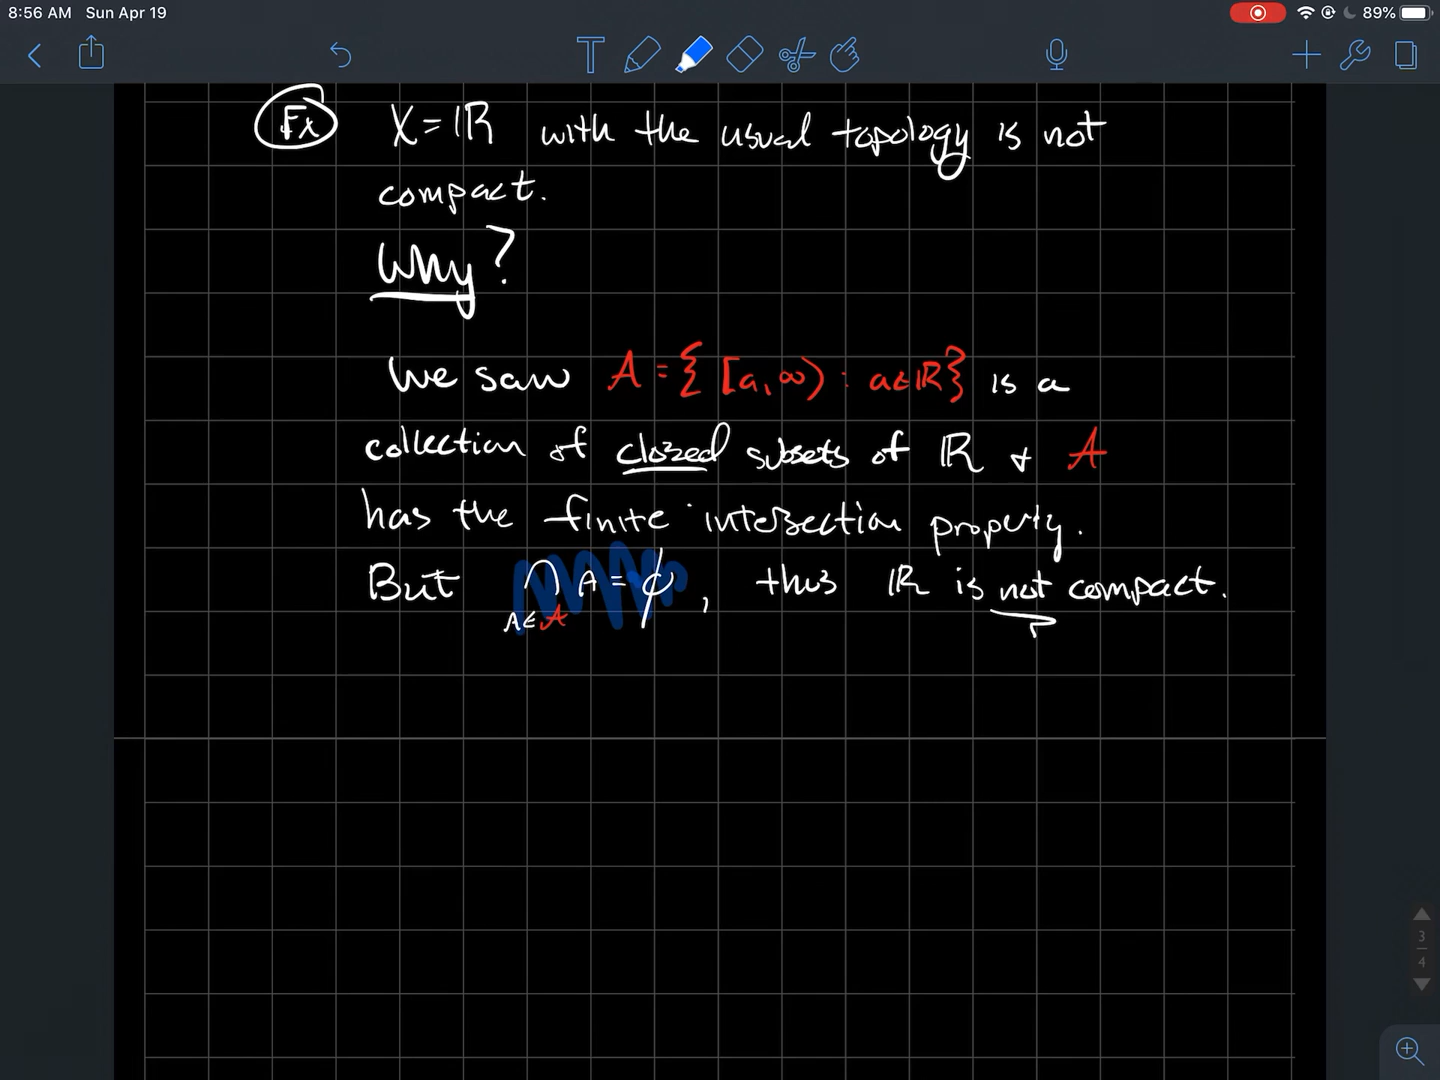 8:56 AM Sun Apr 19
89%
T
Ex X = ℝ with the usual topology is not
compact.
Why?
We saw 𝒜 = { [a, ∞) : a ∈ ℝ } is a
collection of closed subsets of ℝ & 𝒜
has the finite intersection property.
But ⋂ A = ∅, thus ℝ is not compact.
A ∈ 𝒜
3
4